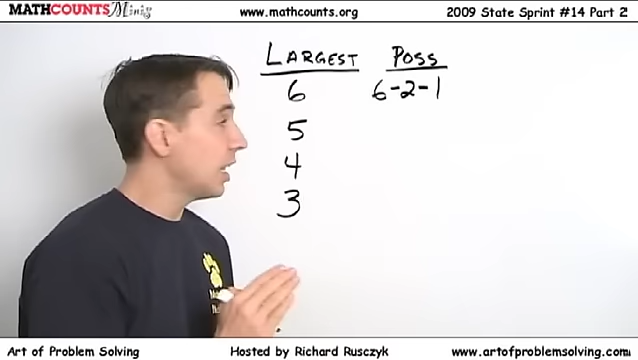 MATHCOUNTS Minis
www.mathcounts.org
2009 State Sprint #14 Part 2
LARGEST POSS
6 6-2-1
5
4
3
Art of Problem Solving
Hosted by Richard Rusczyk
www.artofproblemsolving.com